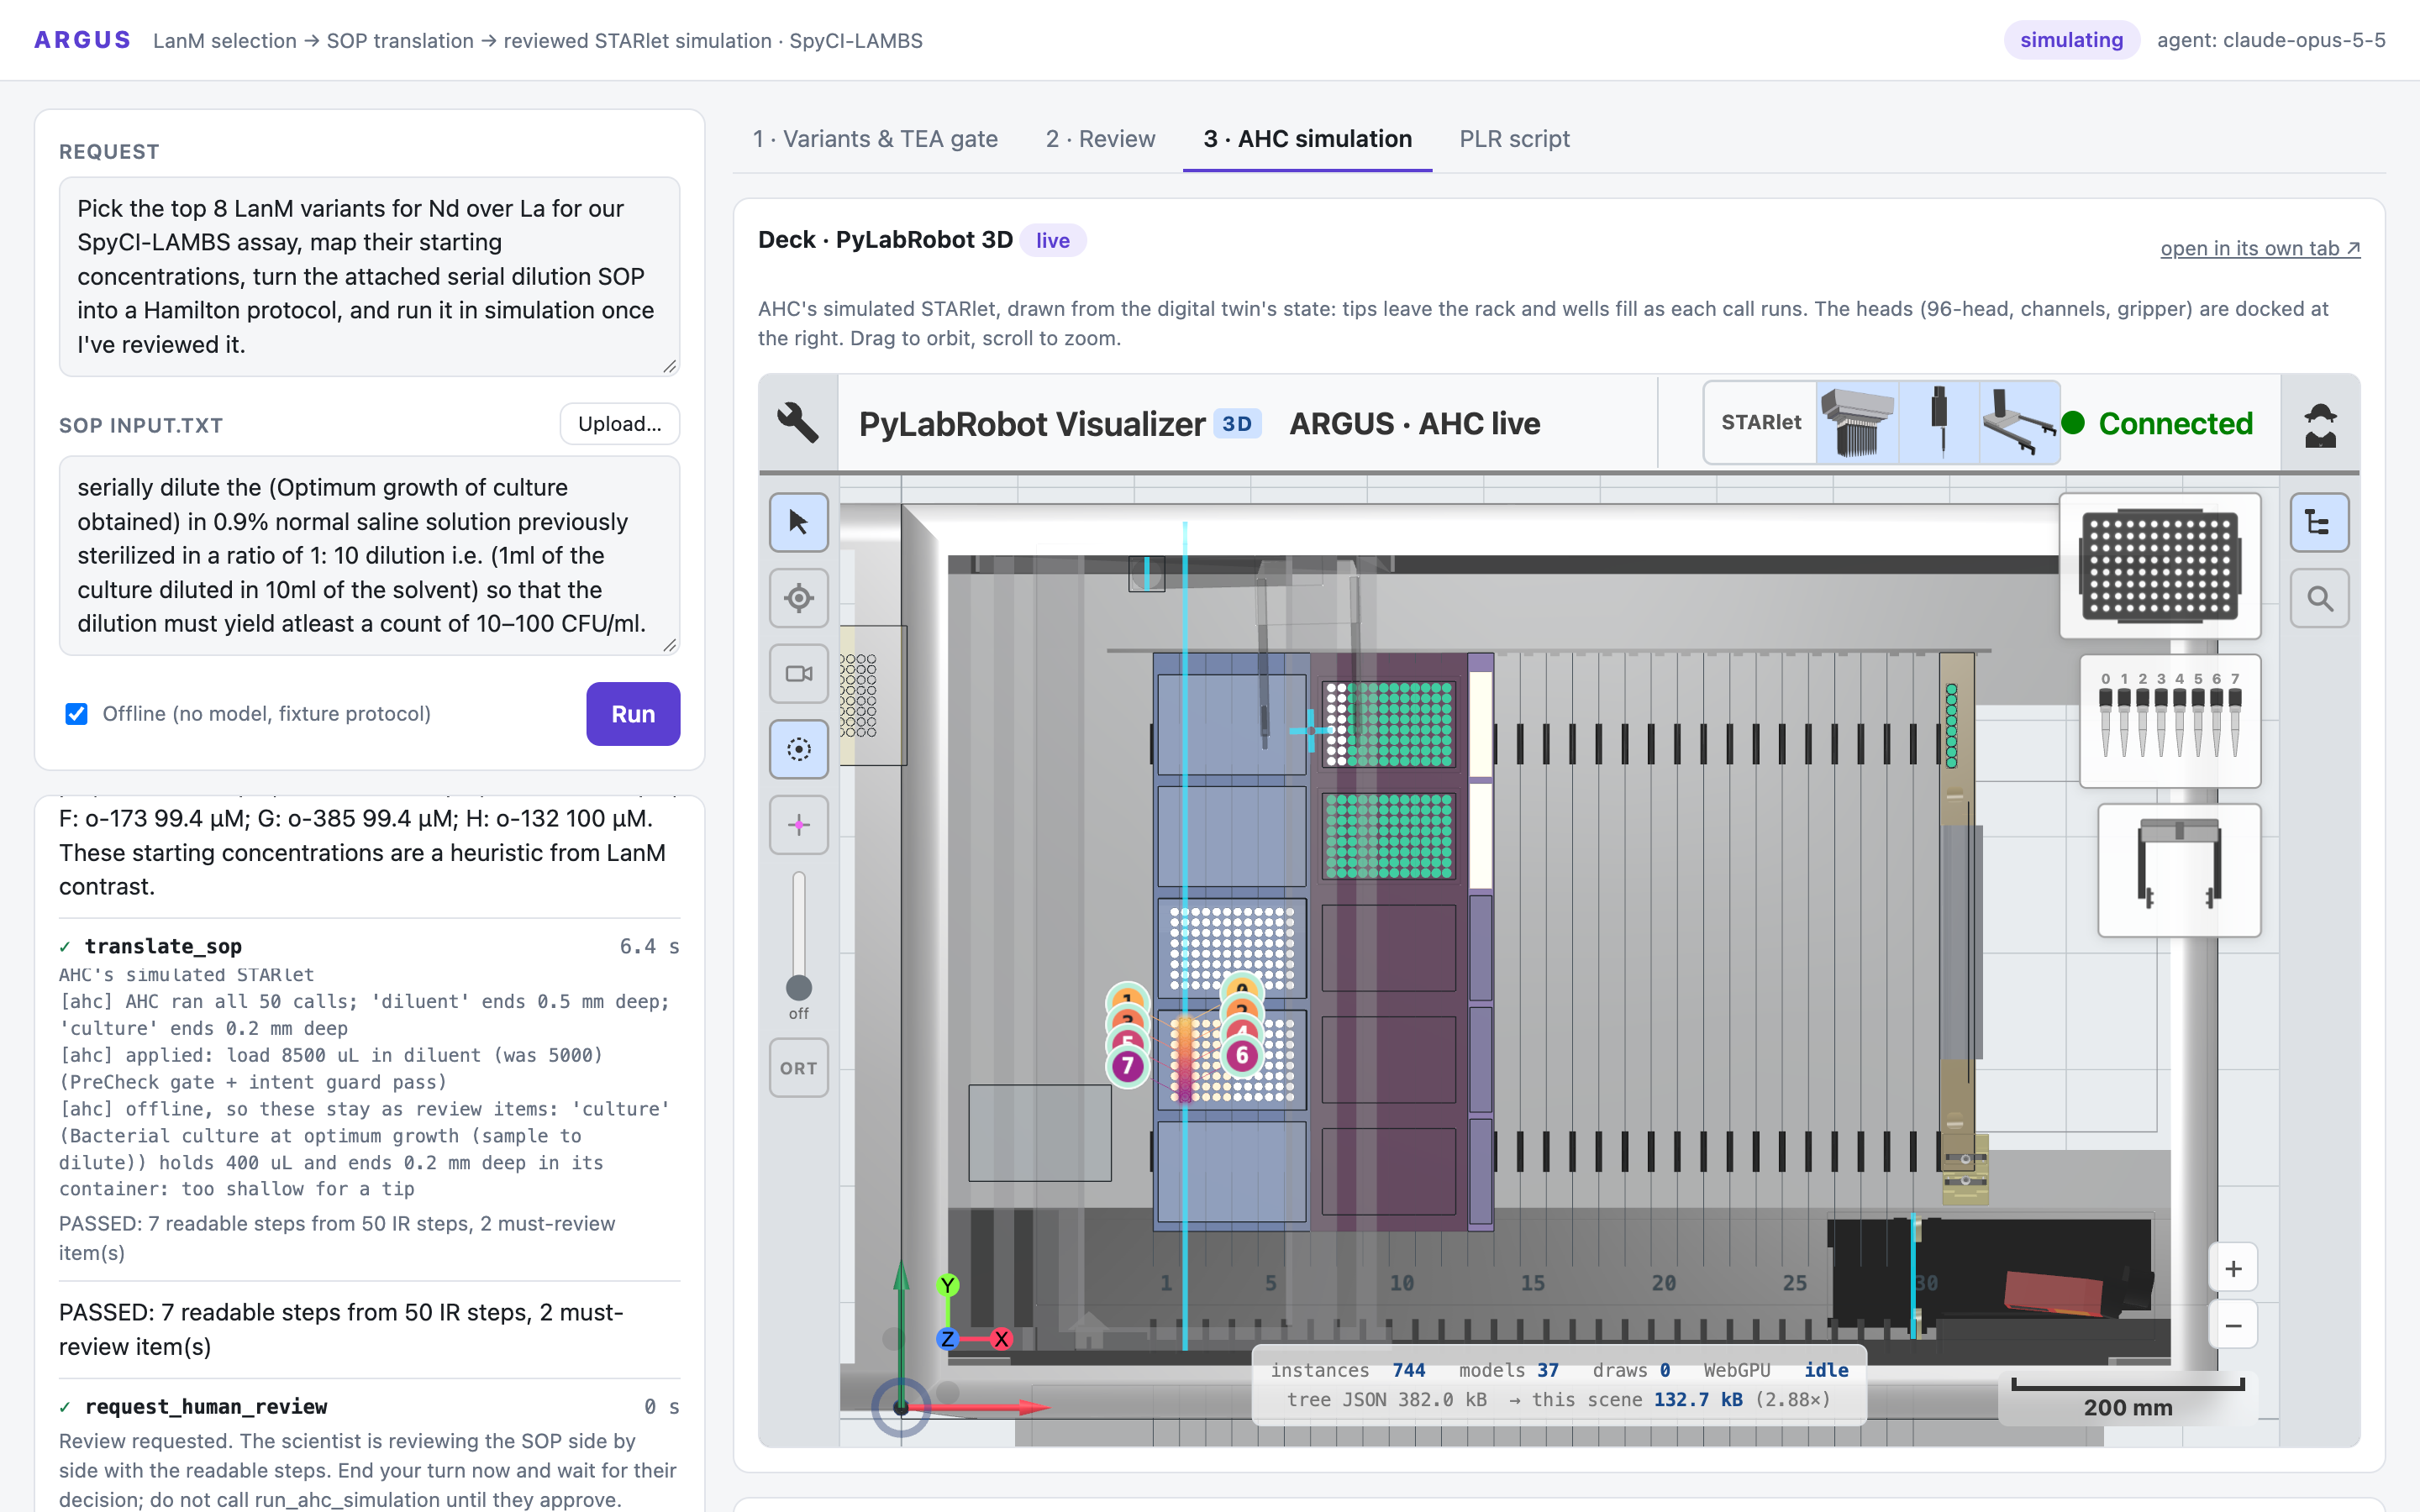 ARGUS LanM selection → SOP translation → reviewed STARlet simulation · SpyCI-LAMBS
simulating agent: claude-opus-5-5
REQUEST
Pick the top 8 LanM variants for Nd over La for our
SpyCI-LAMBS assay, map their starting
concentrations, turn the attached serial dilution SOP
into a Hamilton protocol, and run it in simulation once
I've reviewed it.
SOP INPUT.TXT
Upload...
serially dilute the (Optimum growth of culture
obtained) in 0.9% normal saline solution previously
sterilized in a ratio of 1: 10 dilution i.e. (1ml of the
culture diluted in 10ml of the solvent) so that the
dilution must yield atleast a count of 10–100 CFU/ml.
Offline (no model, fixture protocol)
Run
F: o-173 99.4 µM; G: o-385 99.4 µM; H: o-132 100 µM.
These starting concentrations are a heuristic from LanM
contrast.
✓ translate_sop 6.4 s
AHC's simulated STARlet
[ahc] AHC ran all 50 calls; 'diluent' ends 0.5 mm deep;
'culture' ends 0.2 mm deep
[ahc] applied: load 8500 uL in diluent (was 5000)
(PreCheck gate + intent guard pass)
[ahc] offline, so these stay as review items: 'culture'
(Bacterial culture at optimum growth (sample to
dilute)) holds 400 uL and ends 0.2 mm deep in its
container: too shallow for a tip
PASSED: 7 readable steps from 50 IR steps, 2 must-review
item(s)
PASSED: 7 readable steps from 50 IR steps, 2 must-
review item(s)
✓ request_human_review 0 s
Review requested. The scientist is reviewing the SOP side by
side with the readable steps. End your turn now and wait for their
decision; do not call run_ahc_simulation until they approve.
1 · Variants & TEA gate
2 · Review
3 · AHC simulation
PLR script
Deck · PyLabRobot 3D live
open in its own tab ↗
AHC's simulated STARlet, drawn from the digital twin's state: tips leave the rack and wells fill as each call runs. The heads (96-head, channels, gripper) are docked at
the right. Drag to orbit, scroll to zoom.
PyLabRobot Visualizer 3D ARGUS · AHC live
STARlet
Connected
off
ORT
0 1 2 3 4 5 6 7
1 0
3 2
5 4
7 6
1 5 10 15 20 25 30
Y
Z X
instances 744 models 37 draws 0 WebGPU idle
tree JSON 382.0 kB → this scene 132.7 kB (2.88×)
+
−
200 mm